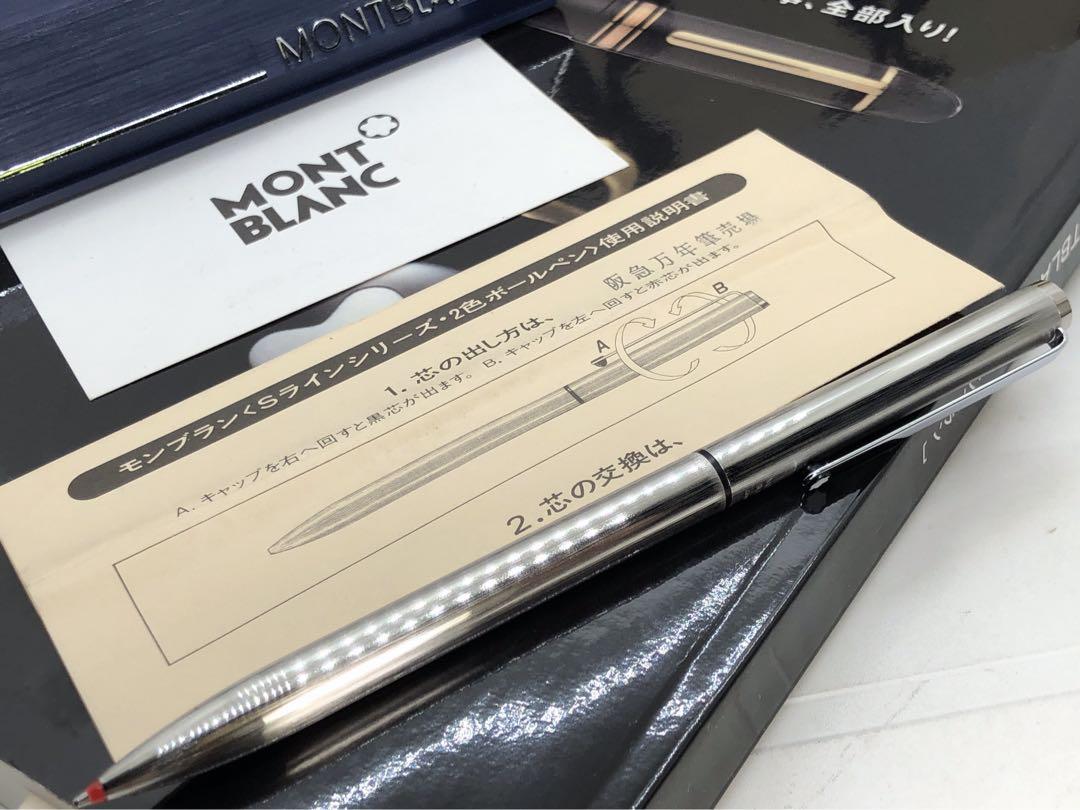 MONTBLANC
、全部入り!
MONT
BLANC
モンブラン〈Sラインシリーズ・2色ボールペン〉使用説明書
阪急万年筆売場
1.芯の出し方は、
A.キャップを右へ回すと黒芯が出ます。B.キャップを左へ回すと赤芯が出ます。
A
B
2.芯の交換は、